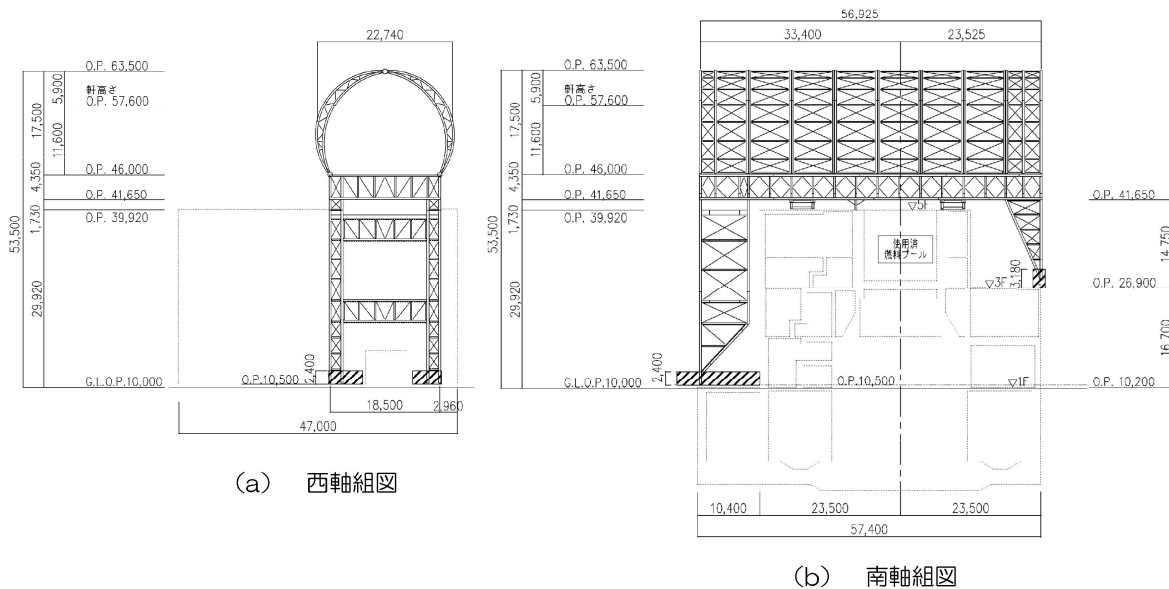 22,740
O.P. 63,500
軒高さ
O.P. 57,600
O.P. 46,000
O.P. 41,650
O.P. 39,920
G.L.O.P.10,000
O.P.10,500
53,500
17,500
4,350
1,730
29,920
5,900
11,600
2,400
18,500
2,960
47,000
(a) 西軸組図
56,925
33,400
23,525
O.P. 63,500
軒高さ
O.P. 57,600
O.P. 46,000
O.P. 41,650
O.P. 39,920
G.L.O.P.10,000
53,500
17,500
4,350
1,730
29,920
5,900
11,600
2,400
▽5F
使用済
燃料プール
▽3F
3,180
O.P.10,500
▽1F
O.P. 41,650
14,750
O.P. 26,900
16,700
O.P. 10,200
10,400
23,500
23,500
57,400
(b) 南軸組図